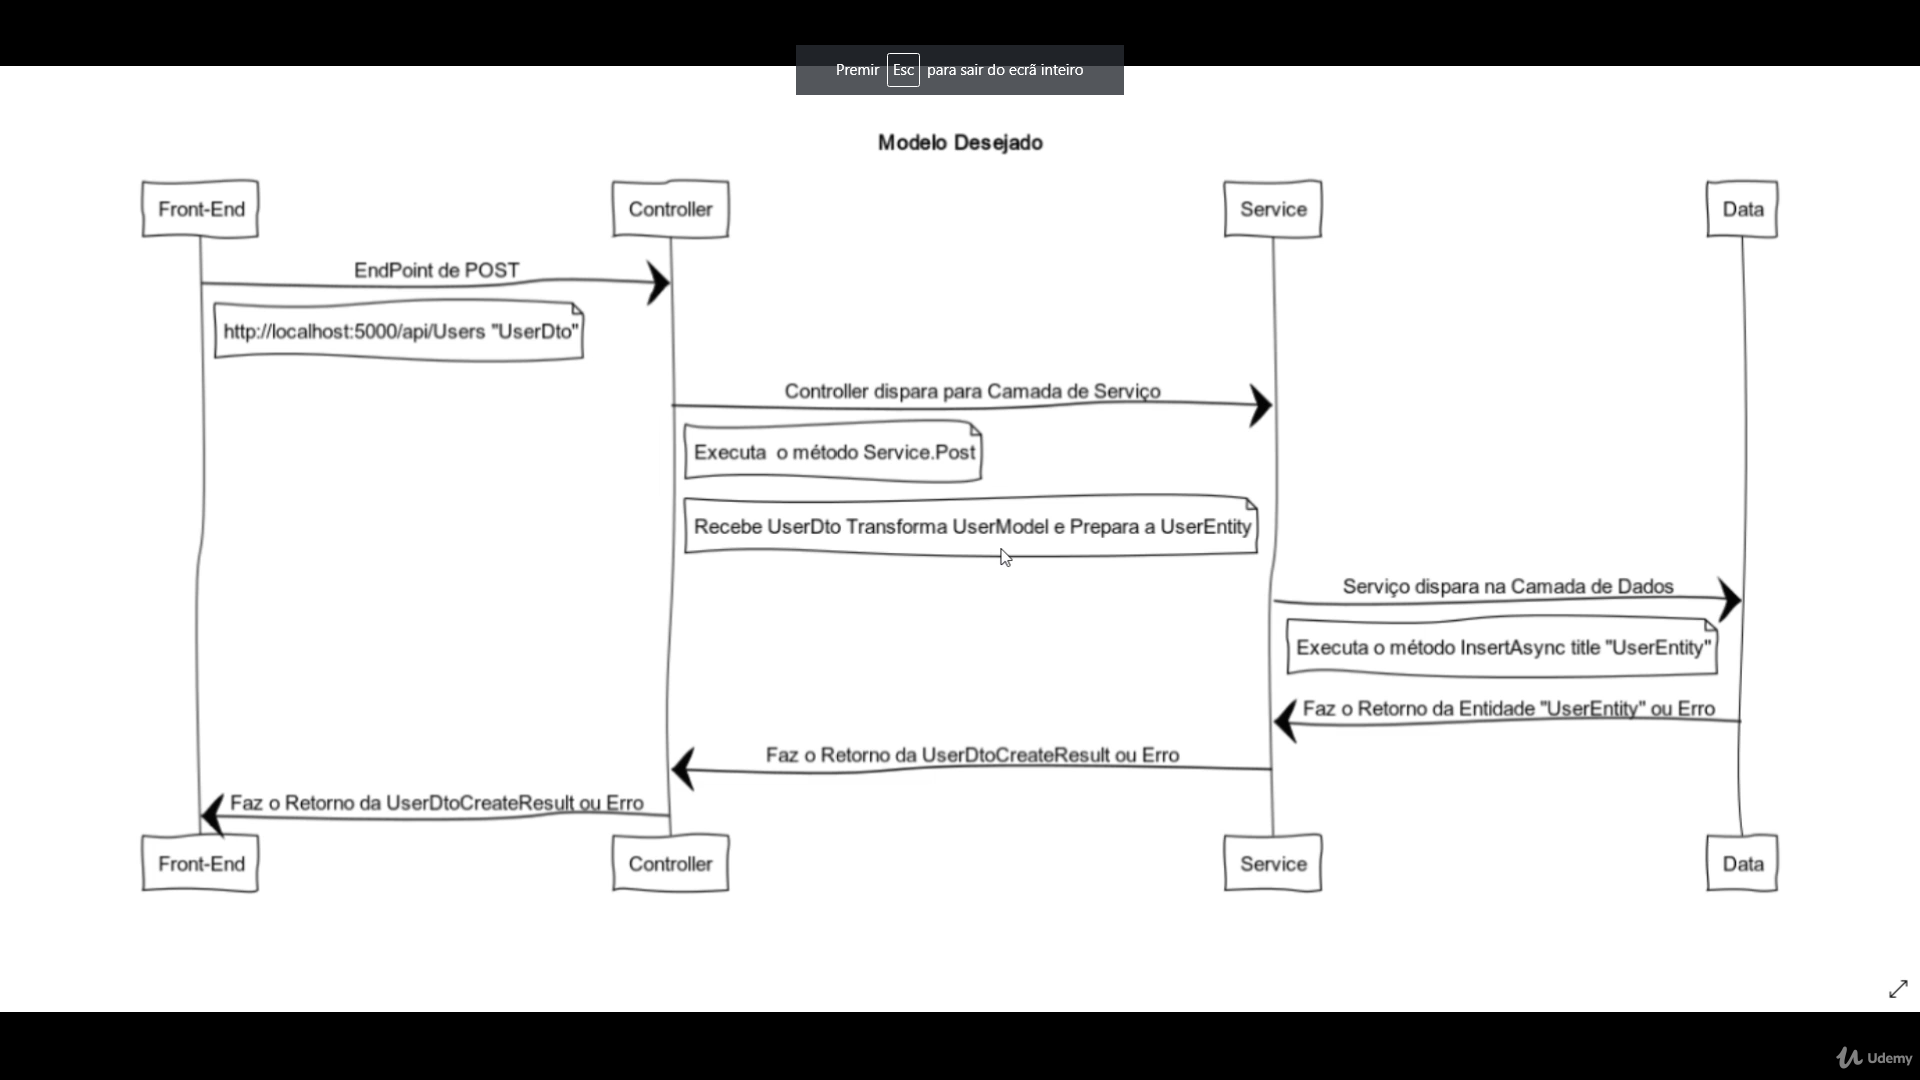 Premir Esc para sair do ecrã inteiro
Modelo Desejado
Front-End
Controller
Service
Data
EndPoint de POST
http://localhost:5000/api/Users "UserDto"
Controller dispara para Camada de Serviço
Executa o método Service.Post
Recebe UserDto Transforma UserModel e Prepara a UserEntity
Serviço dispara na Camada de Dados
Executa o método InsertAsync title "UserEntity"
Faz o Retorno da Entidade "UserEntity" ou Erro
Faz o Retorno da UserDtoCreateResult ou Erro
Faz o Retorno da UserDtoCreateResult ou Erro
Front-End
Controller
Service
Data
Udemy